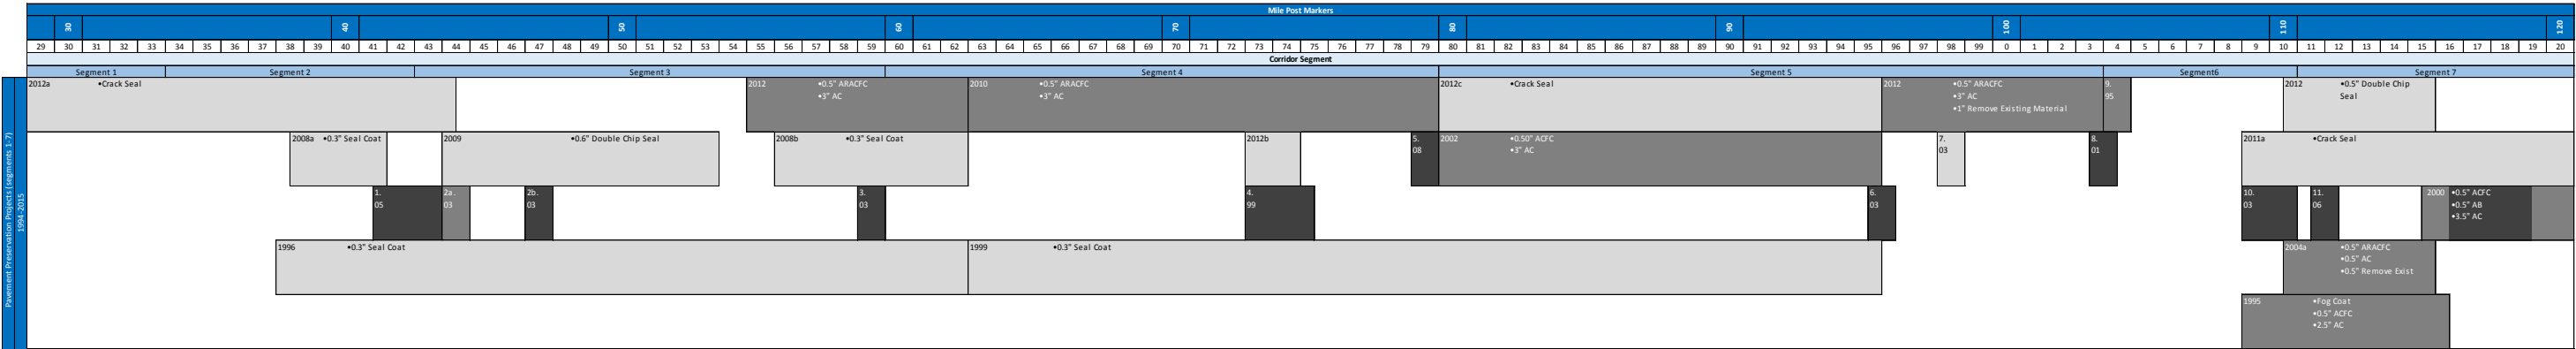 Mile Post Markers
30 40 50 60 70 80 90 100 110 120
29 30 31 32 33 34 35 36 37 38 39 40 41 42 43 44 45 46 47 48 49 50 51 52 53 54 55 56 57 58 59 60 61 62 63 64 65 66 67 68 69 70 71 72 73 74 75 76 77 78 79 80 81 82 83 84 85 86 87 88 89 90 91 92 93 94 95 96 97 98 99 0 1 2 3 4 5 6 7 8 9 10 11 12 13 14 15 16 17 18 19 20
Corridor Segment
Segment 1 Segment 2 Segment 3 Segment 4 Segment 5 Segment6 Segment 7
Pavement Preservation Projects (segments 1-7)
1994-2015
2012a •Crack Seal
2012 •0.5" ARACFC
•3" AC
2010 •0.5" ARACFC
•3" AC
2012c •Crack Seal
2012 •0.5" ARACFC
•3" AC
•1" Remove Existing Material
9.
95
2012 •0.5" Double Chip
Seal
2008a •0.3" Seal Coat
2009 •0.6" Double Chip Seal
2008b •0.3" Seal Coat
2012b
5.
08
2002 •0.50" ACFC
•3" AC
7.
03
8.
01
2011a •Crack Seal
1.
05
2a.
03
2b.
03
3.
03
4.
99
6.
03
10.
03
11.
06
2000 •0.5" ACFC
•0.5" AB
•3.5" AC
1996 •0.3" Seal Coat
1999 •0.3" Seal Coat
2004a •0.5" ARACFC
•0.5" AC
•0.5" Remove Exist
1995 •Fog Coat
•0.5" ACFC
•2.5" AC